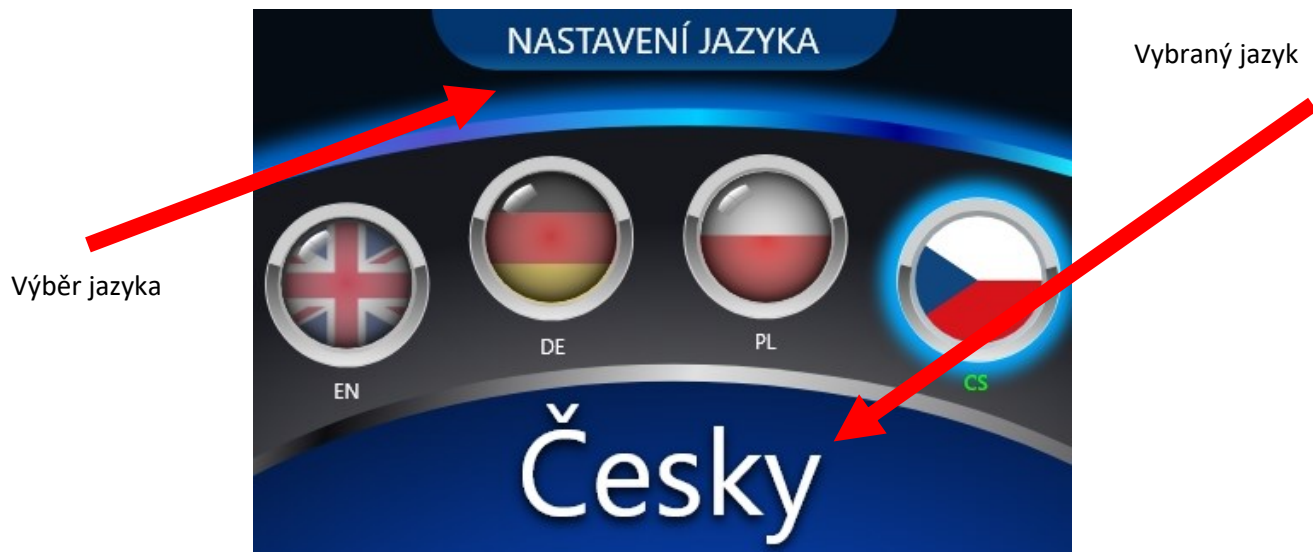 NASTAVENÍ JAZYKA
Vybraný jazyk
Výběr jazyka
EN
DE
PL
CS
Česky